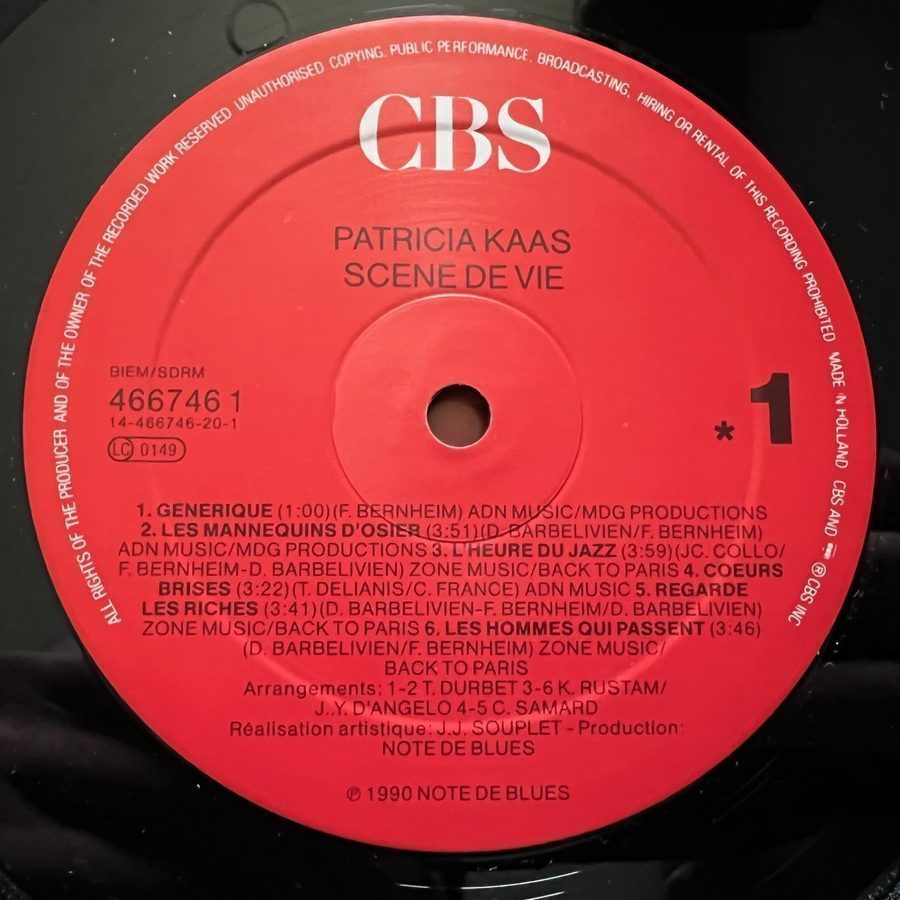 ALL RIGHTS OF THE PRODUCER AND OF THE OWNER OF THE RECORDED WORK RESERVED UNAUTHORISED COPYING, PUBLIC PERFORMANCE, BROADCASTING, HIRING OR RENTAL OF THIS RECORDING PROHIBITED MADE IN HOLLAND CBS AND ℗ CBS INC
CBS
PATRICIA KAAS
SCENE DE VIE
BIEM/SDRM
466746 1
14-466746-20-1
LC 0149
* 1
1. GENERIQUE (1:00)(F. BERNHEIM) ADN MUSIC/MDG PRODUCTIONS
2. LES MANNEQUINS D'OSIER (3:51)(D. BARBELIVIEN/F. BERNHEIM)
ADN MUSIC/MDG PRODUCTIONS 3. L'HEURE DU JAZZ (3:59)(JC. COLLO/
F. BERNHEIM-D. BARBELIVIEN) ZONE MUSIC/BACK TO PARIS 4. COEURS
BRISES (3:22)(T. DELIANIS/C. FRANCE) ADN MUSIC 5. REGARDE
LES RICHES (3:41)(D. BARBELIVIEN-F. BERNHEIM/D. BARBELIVIEN)
ZONE MUSIC/BACK TO PARIS 6. LES HOMMES QUI PASSENT (3:46)
(D. BARBELIVIEN/F. BERNHEIM) ZONE MUSIC/
BACK TO PARIS
Arrangements: 1-2 T. DURBET 3-6 K. RUSTAM/
J..Y. D'ANGELO 4-5 C. SAMARD
Réalisation artistique: J.J. SOUPLET - Production:
NOTE DE BLUES
℗ 1990 NOTE DE BLUES